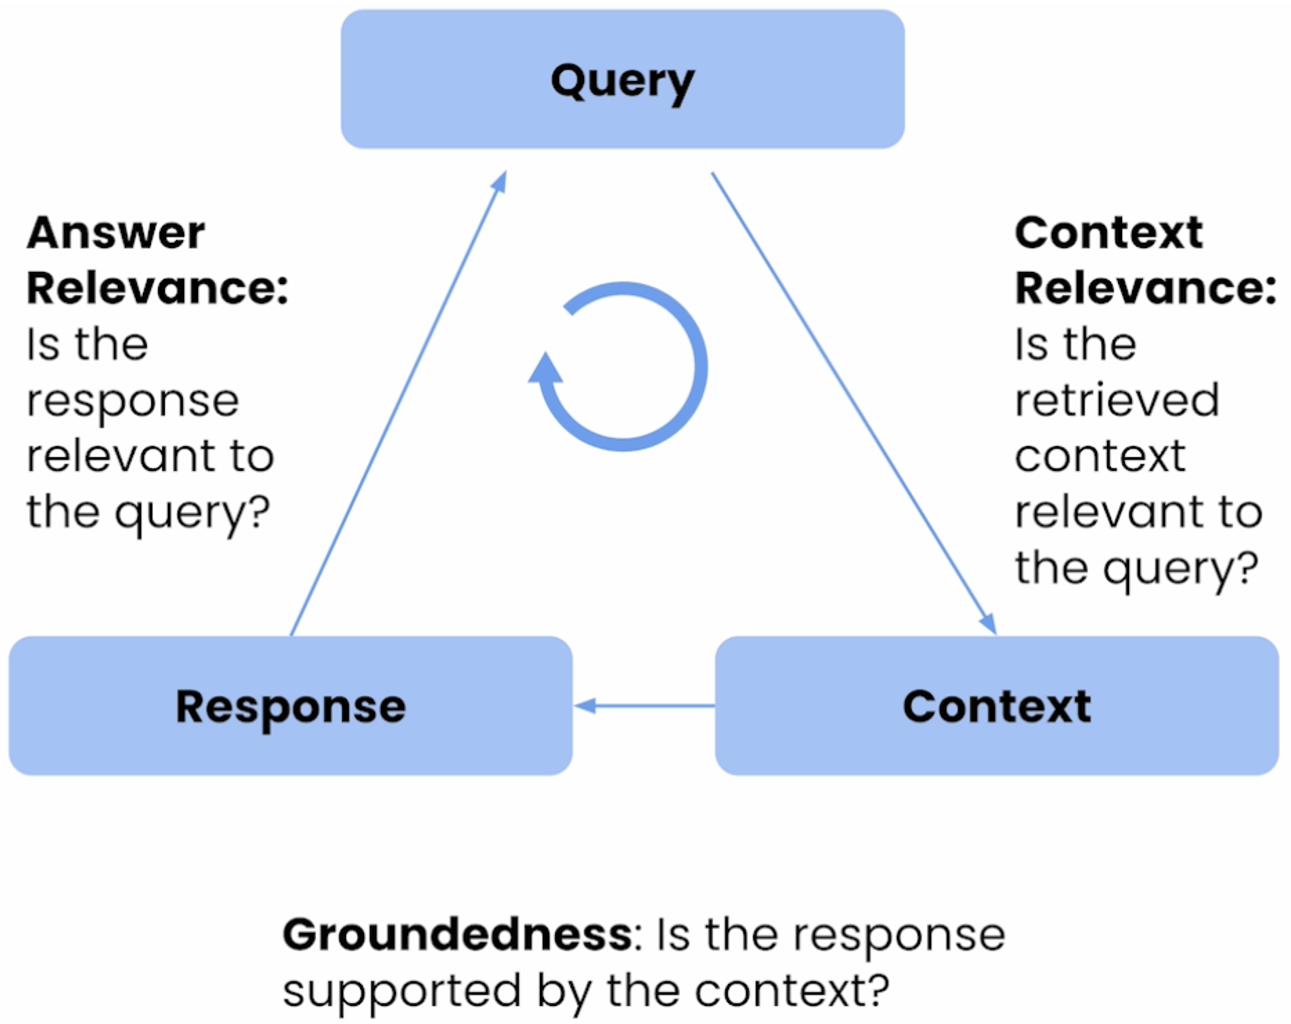 Query
Answer
Relevance:
Is the
response
relevant to
the query?
Context
Relevance:
Is the
retrieved
context
relevant to
the query?
Response
Context
Groundedness: Is the response
supported by the context?